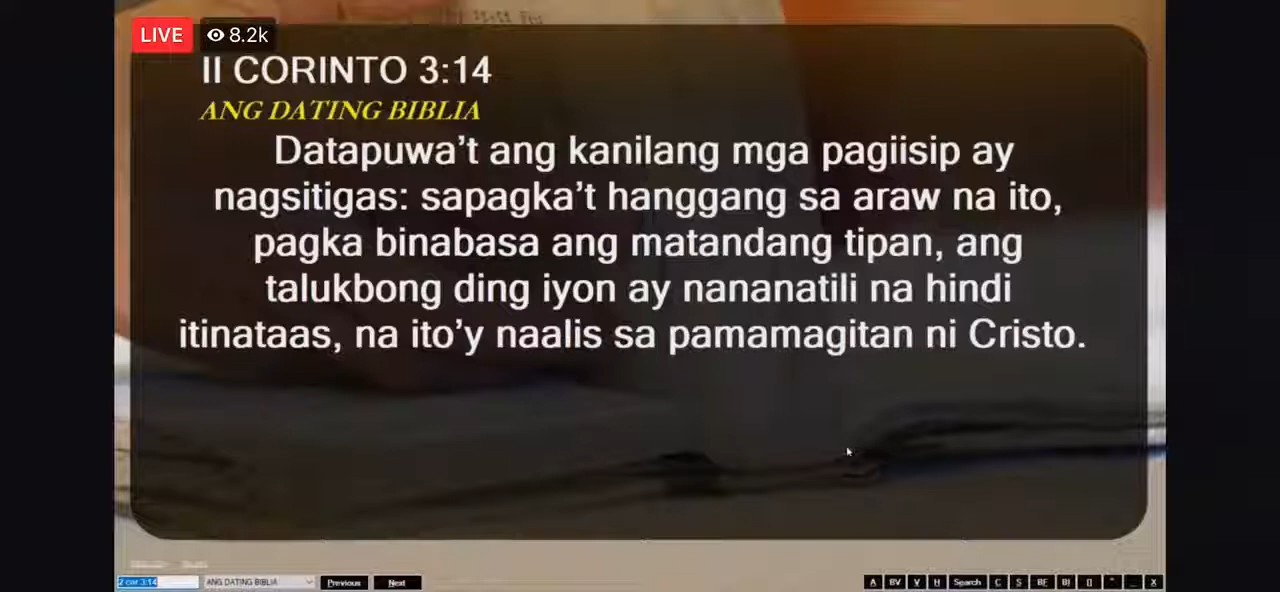 LIVE 8.2k
II CORINTO 3:14
ANG DATING BIBLIA
Datapuwa't ang kanilang mga pagiisip ay
nagsitigas: sapagka't hanggang sa araw na ito,
pagka binabasa ang matandang tipan, ang
talukbong ding iyon ay nananatili na hindi
itinataas, na ito'y naalis sa pamamagitan ni Cristo.
2 cor 3:14 ANG DATING BIBLIA Previous Next A BV V H Search C S BE BI [] " _ X